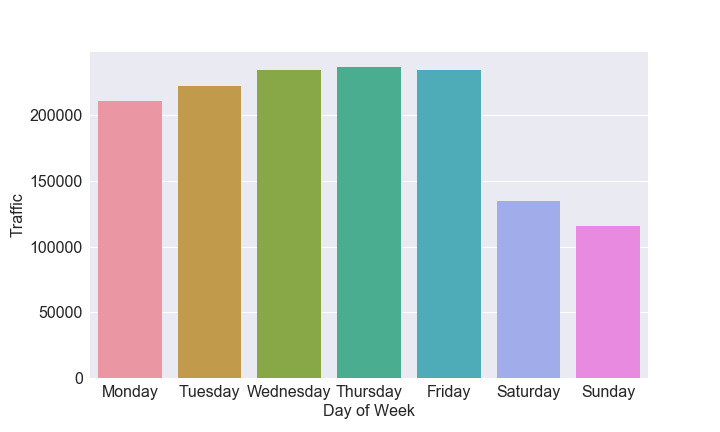 200000
150000
100000
50000
0
Traffic
Monday Tuesday Wednesday Thursday Friday Saturday Sunday
Day of Week